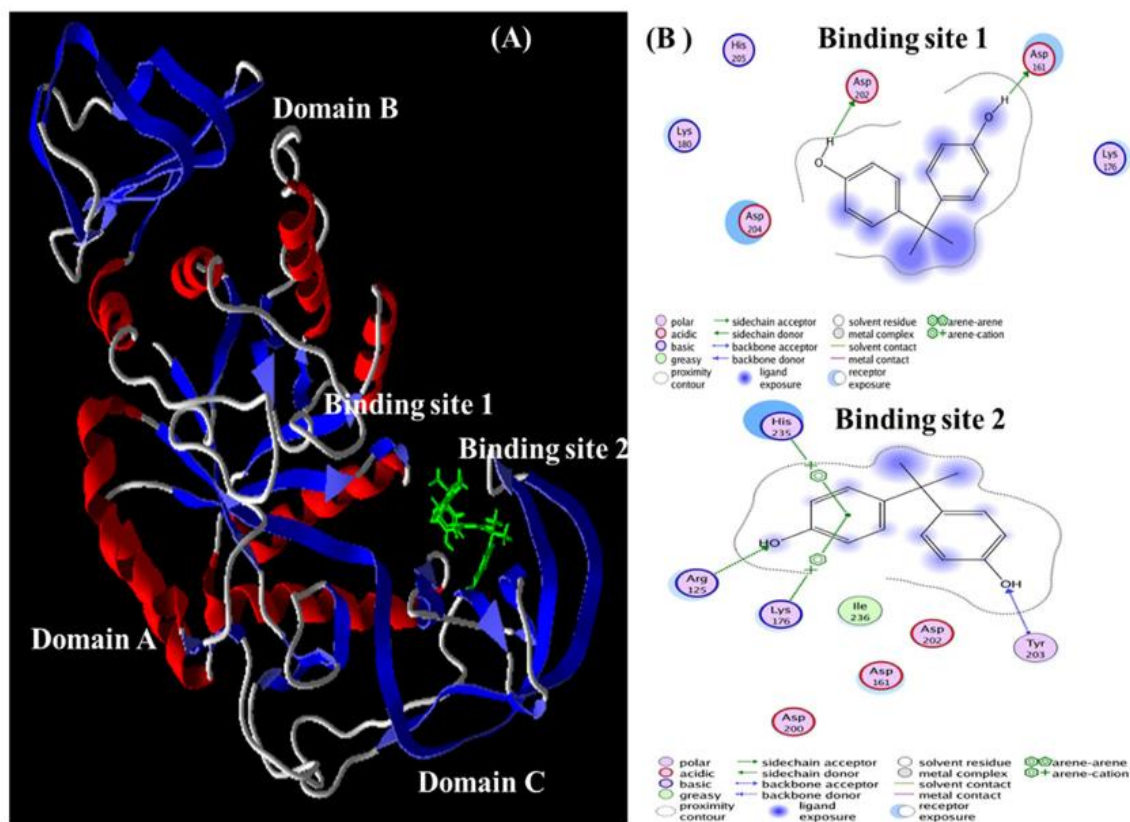 (A)
Domain B
Binding site 1
Binding site 2
Domain A
Domain C
(B )
Binding site 1
His
205
Asp
202
Asp
161
H
O
H
O
Lys
180
Lys
176
Asp
204
polar
acidic
basic
greasy
proximity
contour
sidechain acceptor
sidechain donor
backbone acceptor
backbone donor
ligand
exposure
solvent residue
metal complex
solvent contact
metal contact
receptor
exposure
arene-arene
arene-cation
Binding site 2
His
235
HO
OH
Arg
125
Lys
176
Ile
236
Asp
202
Tyr
203
Asp
161
Asp
200
polar
acidic
basic
greasy
proximity
contour
sidechain acceptor
sidechain donor
backbone acceptor
backbone donor
ligand
exposure
solvent residue
metal complex
solvent contact
metal contact
receptor
exposure
arene-arene
arene-cation